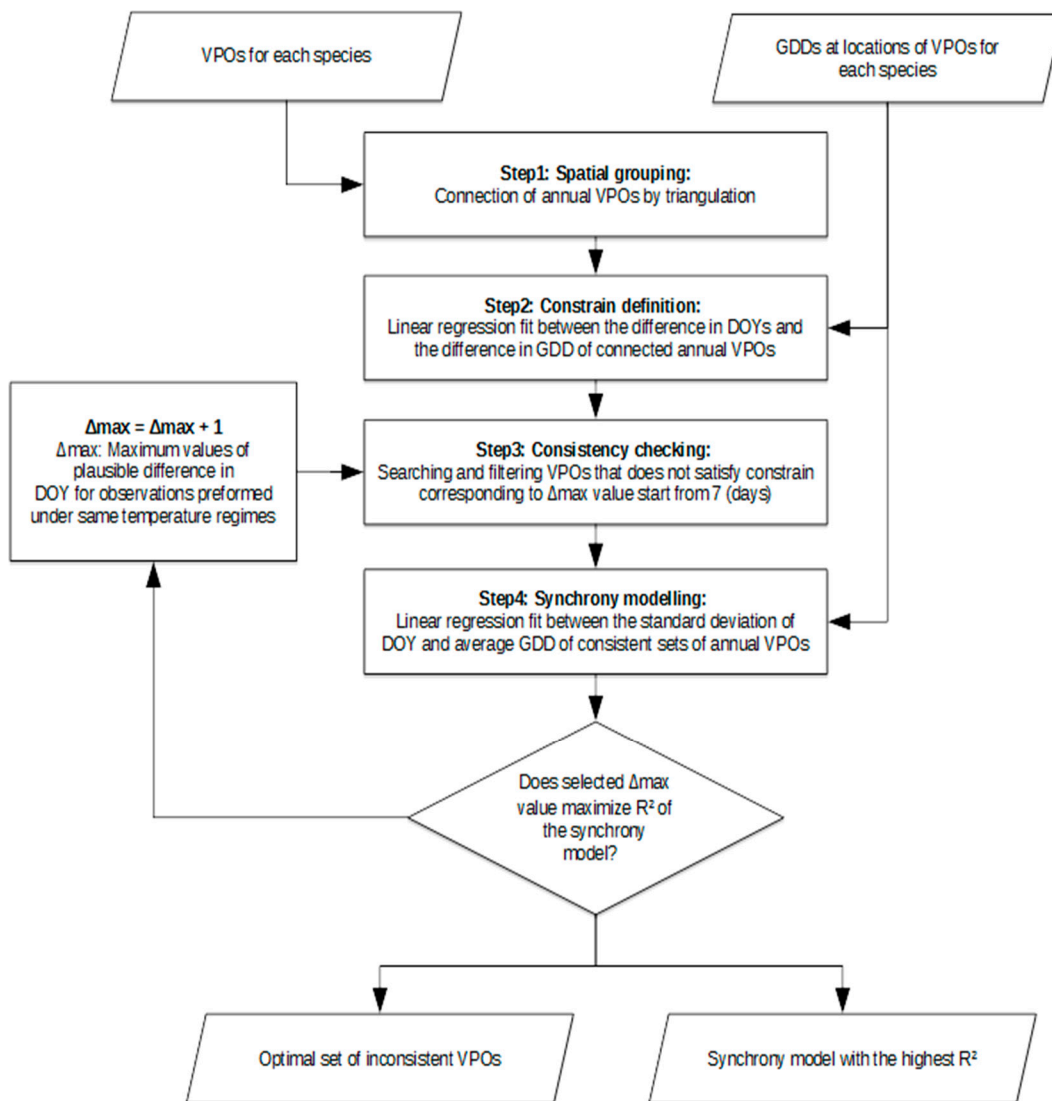 VPOs for each species
GDDs at locations of VPOs for
each species
Step1: Spatial grouping:
Connection of annual VPOs by triangulation
Step2: Constrain definition:
Linear regression fit between the difference in DOYs and
the difference in GDD of connected annual VPOs
Δmax = Δmax + 1
Δmax: Maximum values of
plausible difference in
DOY for observations preformed
under same temperature regimes
Step3: Consistency checking:
Searching and filtering VPOs that does not satisfy constrain
corresponding to Δmax value start from 7 (days)
Step4: Synchrony modelling:
Linear regression fit between the standard deviation of
DOY and average GDD of consistent sets of annual VPOs
Does selected Δmax
value maximize R² of
the synchrony
model?
Optimal set of inconsistent VPOs
Synchrony model with the highest R²